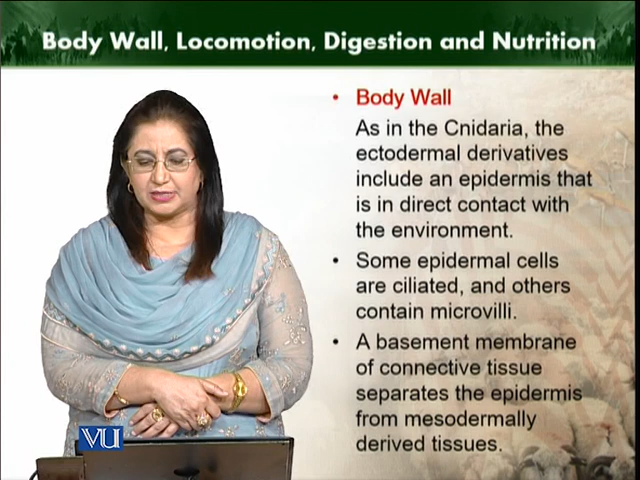 Body Wall, Locomotion, Digestion and Nutrition
• Body Wall
As in the Cnidaria, the
ectodermal derivatives
include an epidermis that
is in direct contact with
the environment.
• Some epidermal cells
are ciliated, and others
contain microvilli.
• A basement membrane
of connective tissue
separates the epidermis
from mesodermally
derived tissues.
VU